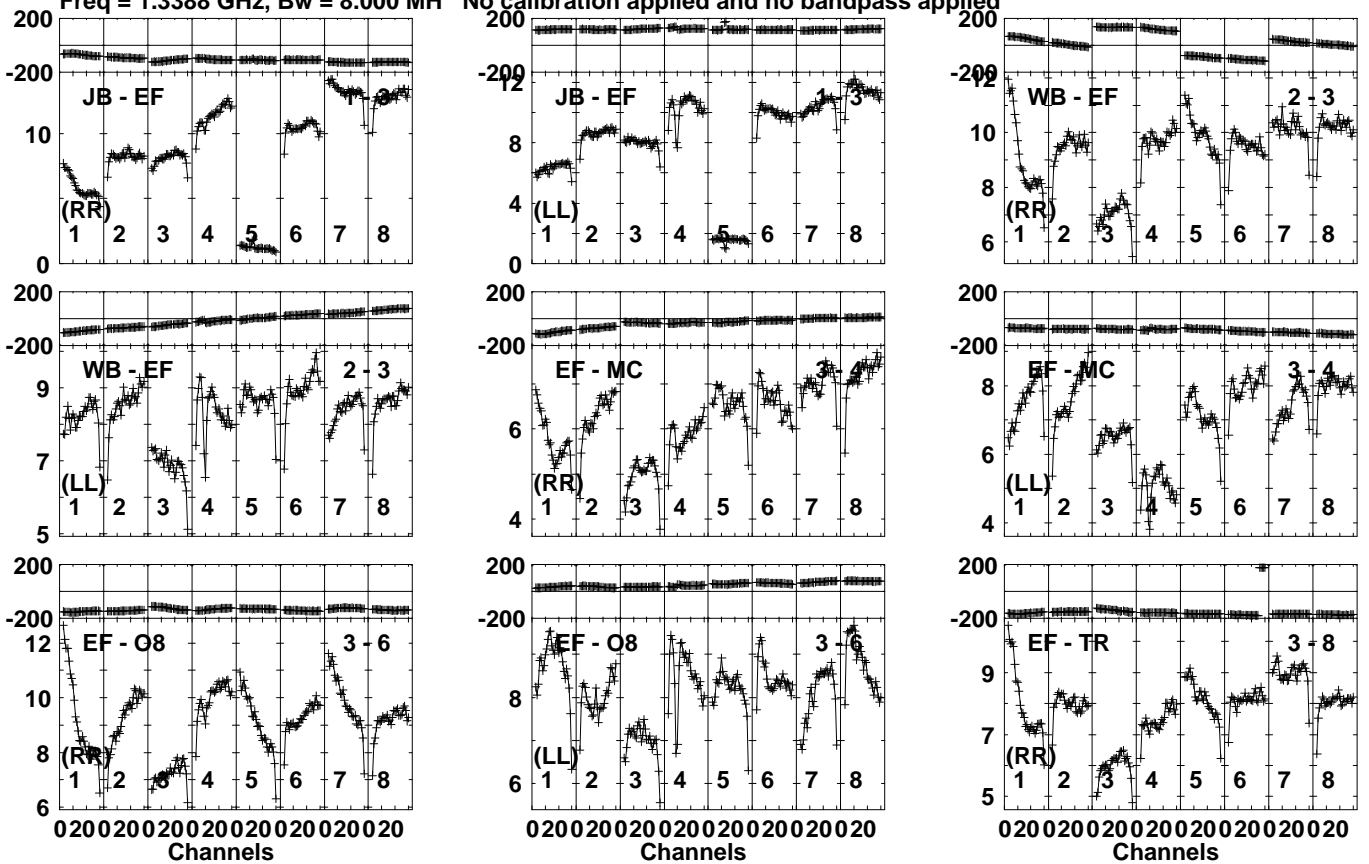 Freq = 1.3388 GHz, Bw = 8.000 MH No calibration applied and no bandpass applied
200 200 200
-200 -200 -200
JB - EF 1 - 3 12 JB - EF 1 - 3 12 WB - EF 2 - 3
10 8 10
8
4
(RR) (LL) (RR)
1 2 3 4 5 6 7 8 1 2 3 4 5 6 7 8 1 2 3 4 5 6 7 8
0 0 6
200 200 200
-200 -200 -200
WB - EF 2 - 3 EF - MC 3 - 4 EF - MC 3 - 4
9 8
7 6 6
(LL) (RR) (LL)
1 2 3 4 5 6 7 8 1 2 3 4 5 6 7 8 1 2 3 4 5 6 7 8
5 4 4
200 200 200
-200 -200 -200
12 EF - O8 3 - 6 EF - O8 3 - 6 EF - TR 3 - 8
10 8 9
8 7
(RR) (LL) (RR)
1 2 3 4 5 6 7 8 1 2 3 4 5 6 7 8 1 2 3 4 5 6 7 8
6 6 5
0 20 0 20 0 20 0 20 0 20 0 20 0 20 0 20 0 20 0 20 0 20 0 20 0 20 0 20 0 20 0 20 0 20 0 20 0 20 0 20 0 20 0 20 0 20 0 20
Channels Channels Channels